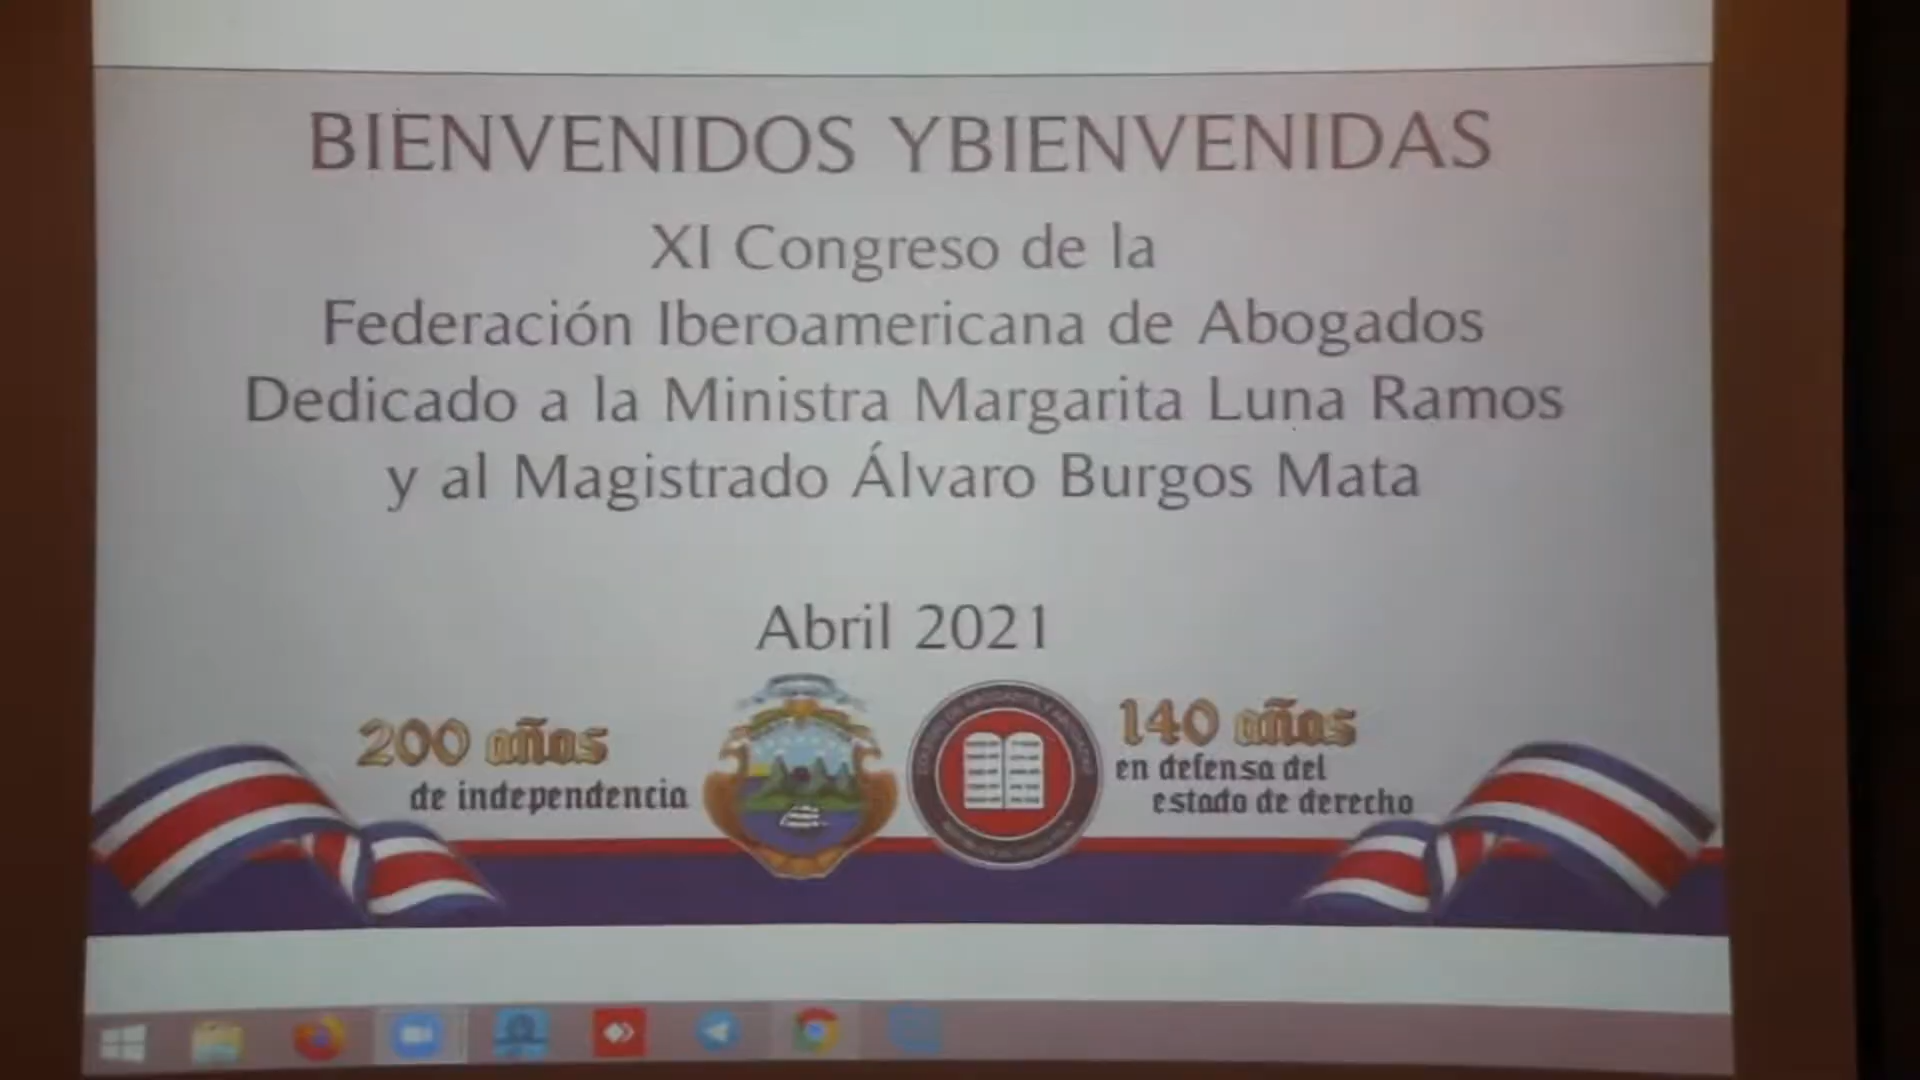 BIENVENIDOS YBIENVENIDAS
XI Congreso de la
Federación Iberoamericana de Abogados
Dedicado a la Ministra Margarita Luna Ramos
y al Magistrado Álvaro Burgos Mata
Abril 2021
200 años
de independencia
140 años
en defensa del
estado de derecho